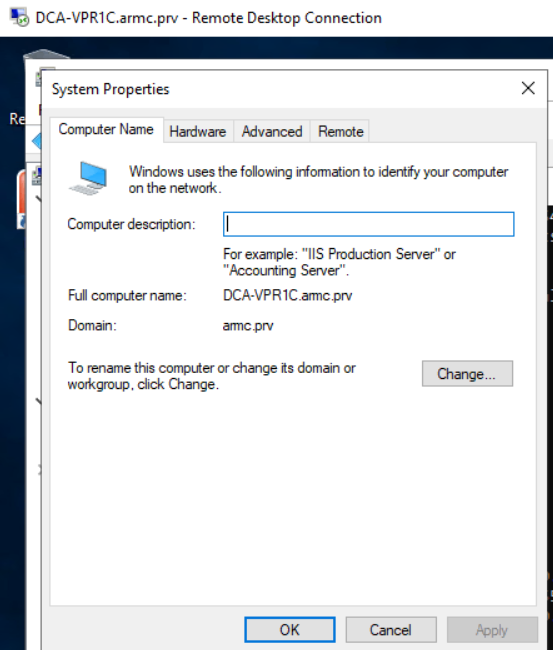 DCA-VPR1C.armc.prv - Remote Desktop Connection
Re
System Properties
Computer Name
Hardware
Advanced
Remote
Windows uses the following information to identify your computer
on the network.
Computer description:
For example: "IIS Production Server" or
"Accounting Server".
Full computer name:
DCA-VPR1C.armc.prv
Domain:
armc.prv
To rename this computer or change its domain or
workgroup, click Change.
Change...
OK
Cancel
Apply